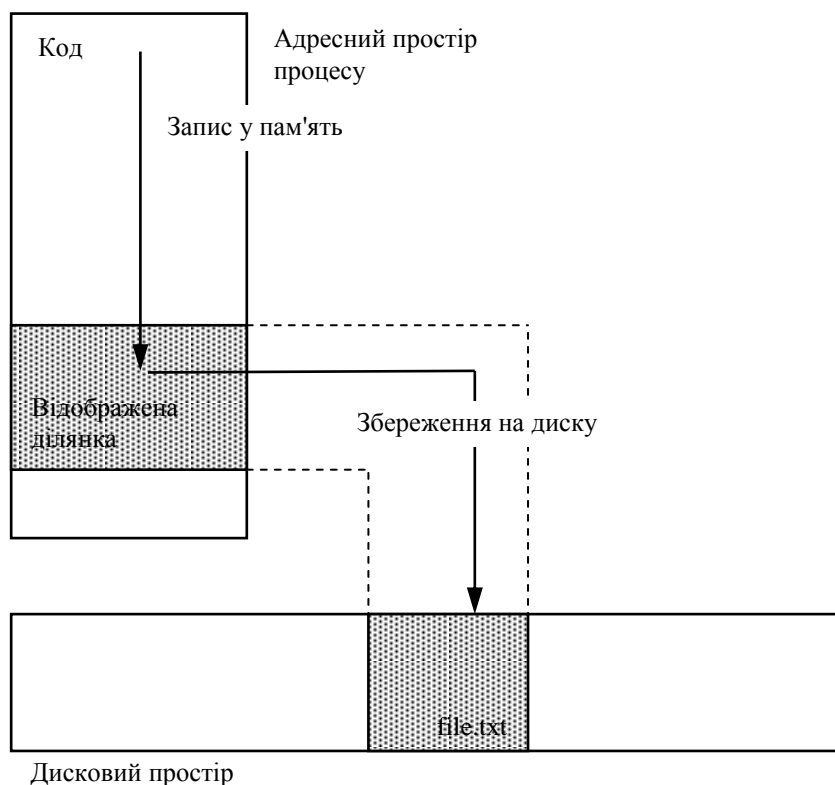 Код
Адресний простір
процесу
Запис у пам'ять
Відображена
ділянка
Збереження на диску
file.txt
Дисковий простір